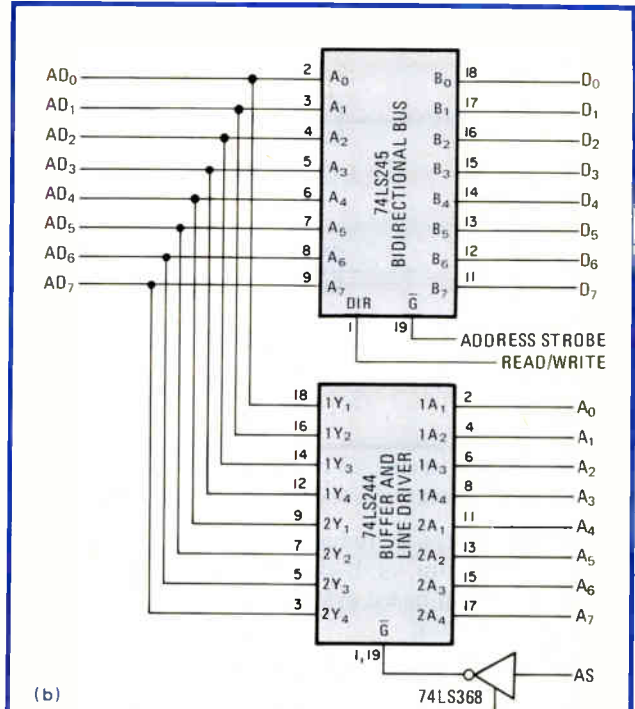 AD0 2 A0 B0 18 D0
AD1 3 A1 B1 17 D1
AD2 4 A2 B2 16 D2
AD3 5 A3 B3 15 D3
AD4 6 A4 B4 14 D4
AD5 7 A5 B5 13 D5
AD6 8 A6 B6 12 D6
AD7 9 A7 B7 11 D7
74LS245
BIDIRECTIONAL BUS
DIR G̅
1 19
ADDRESS STROBE
READ/WRITE
18 1Y1 1A1 2 A0
16 1Y2 1A2 4 A1
14 1Y3 1A3 6 A2
12 1Y4 1A4 8 A3
9 2Y1 2A1 11 A4
7 2Y2 2A2 13 A5
5 2Y3 2A3 15 A6
3 2Y4 2A4 17 A7
74LS244
BUFFER AND
LINE DRIVER
G̅
1,19
AS
74LS368
(b)